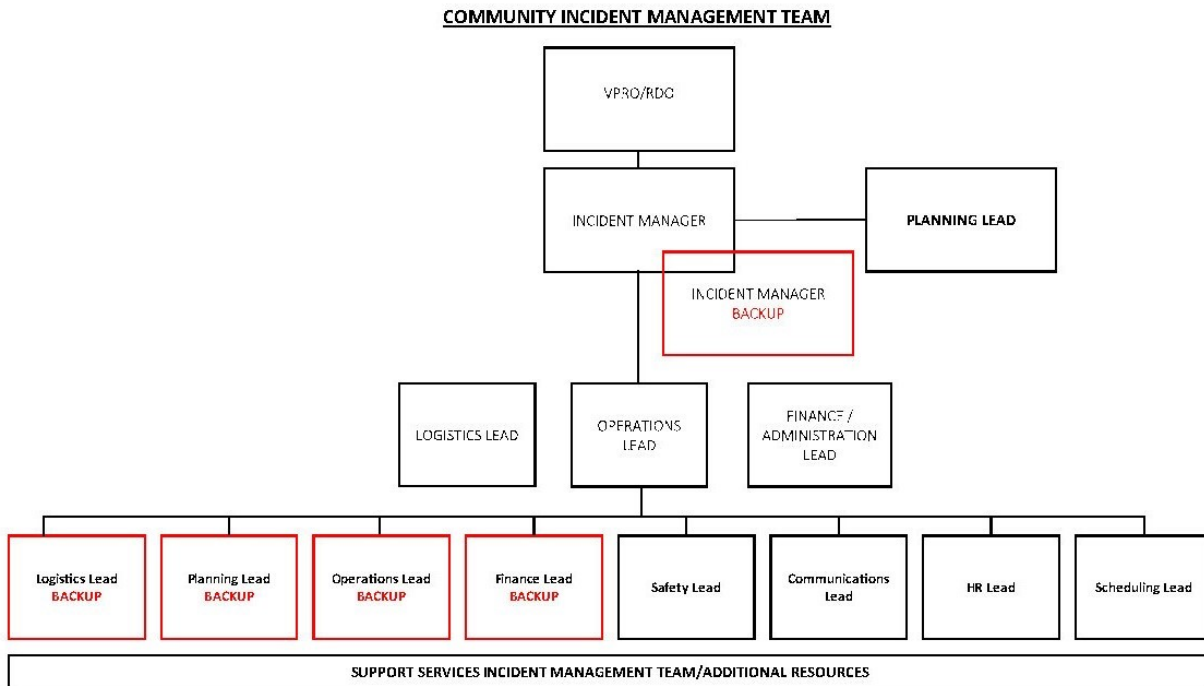 COMMUNITY INCIDENT MANAGEMENT TEAM
VPRO/RDO
INCIDENT MANAGER
PLANNING LEAD
INCIDENT MANAGER
BACKUP
LOGISTICS LEAD
OPERATIONS
LEAD
FINANCE /
ADMINISTRATION
LEAD
Logistics Lead
BACKUP
Planning Lead
BACKUP
Operations Lead
BACKUP
Finance Lead
BACKUP
Safety Lead
Communications
Lead
HR Lead
Scheduling Lead
SUPPORT SERVICES INCIDENT MANAGEMENT TEAM/ADDITIONAL RESOURCES